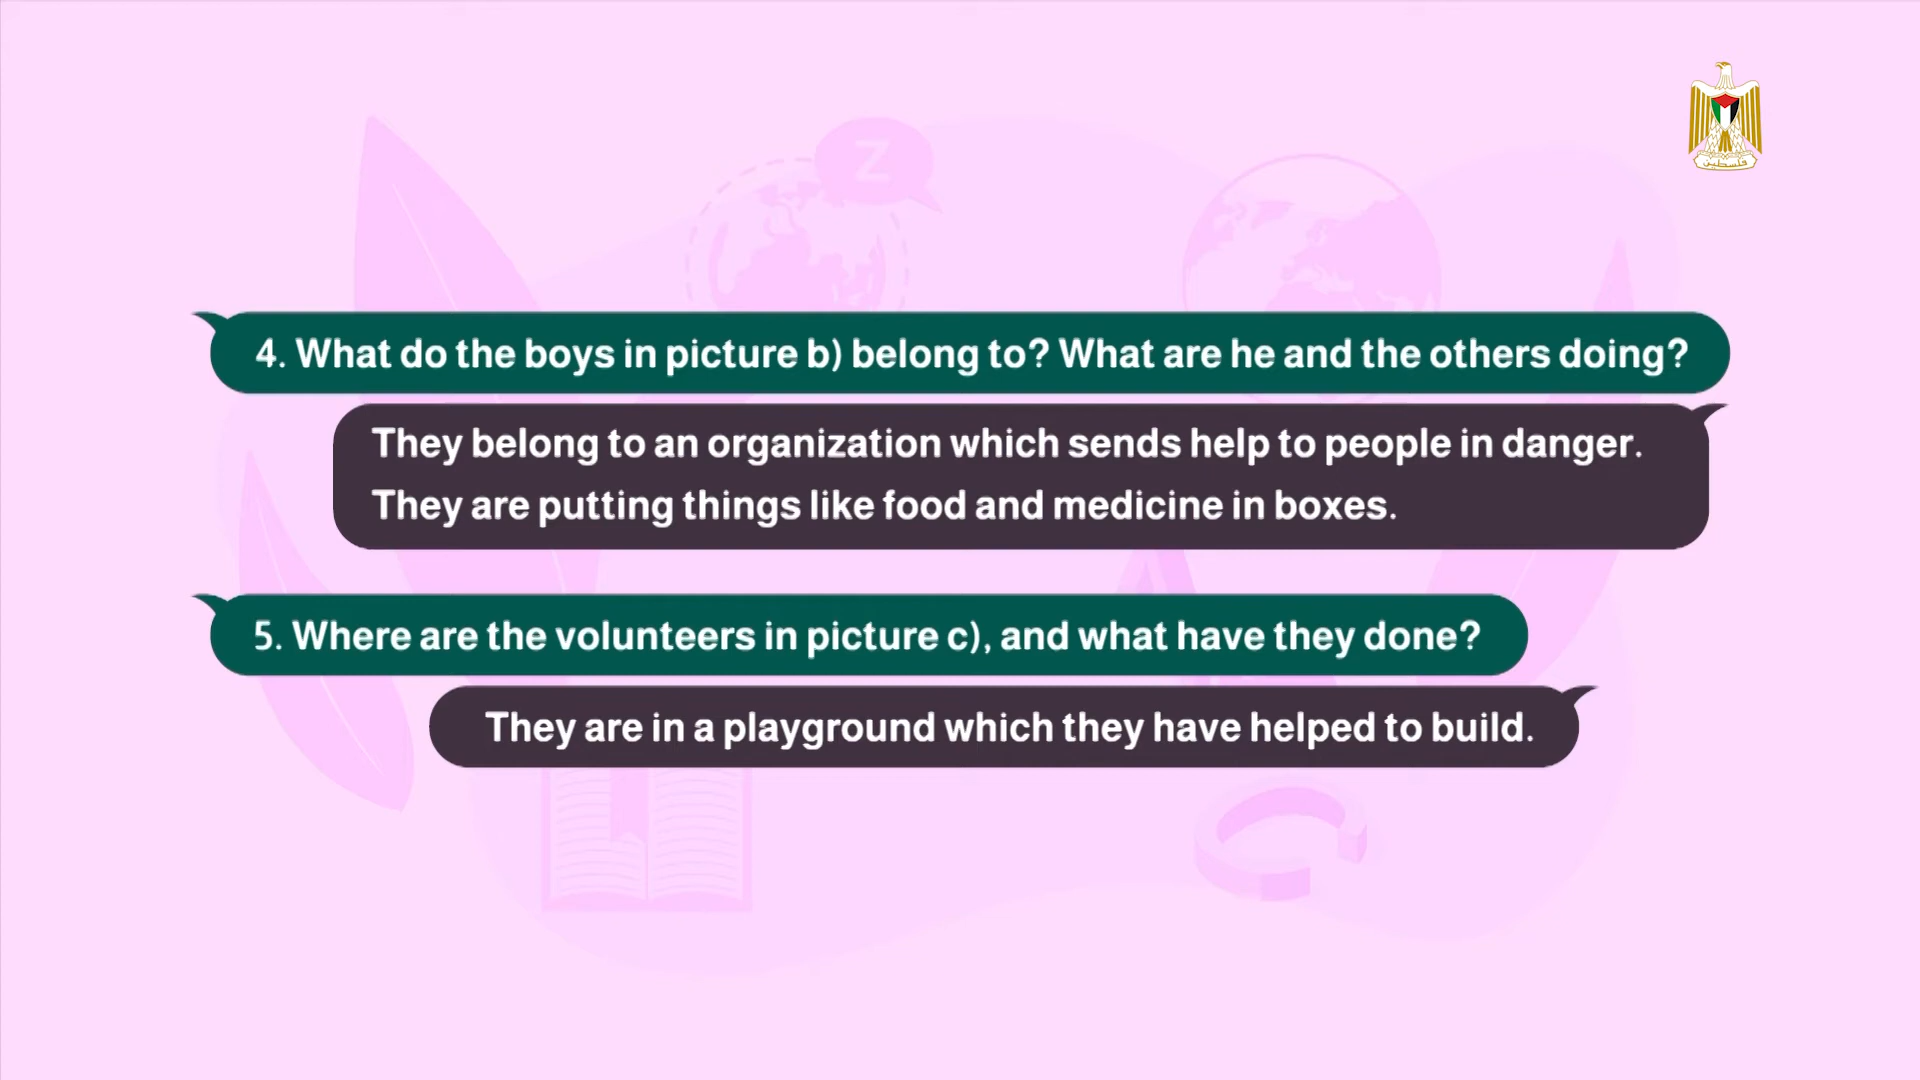 Z
فلسطين
4. What do the boys in picture b) belong to? What are he and the others doing?
They belong to an organization which sends help to people in danger.
They are putting things like food and medicine in boxes.
5. Where are the volunteers in picture c), and what have they done?
They are in a playground which they have helped to build.